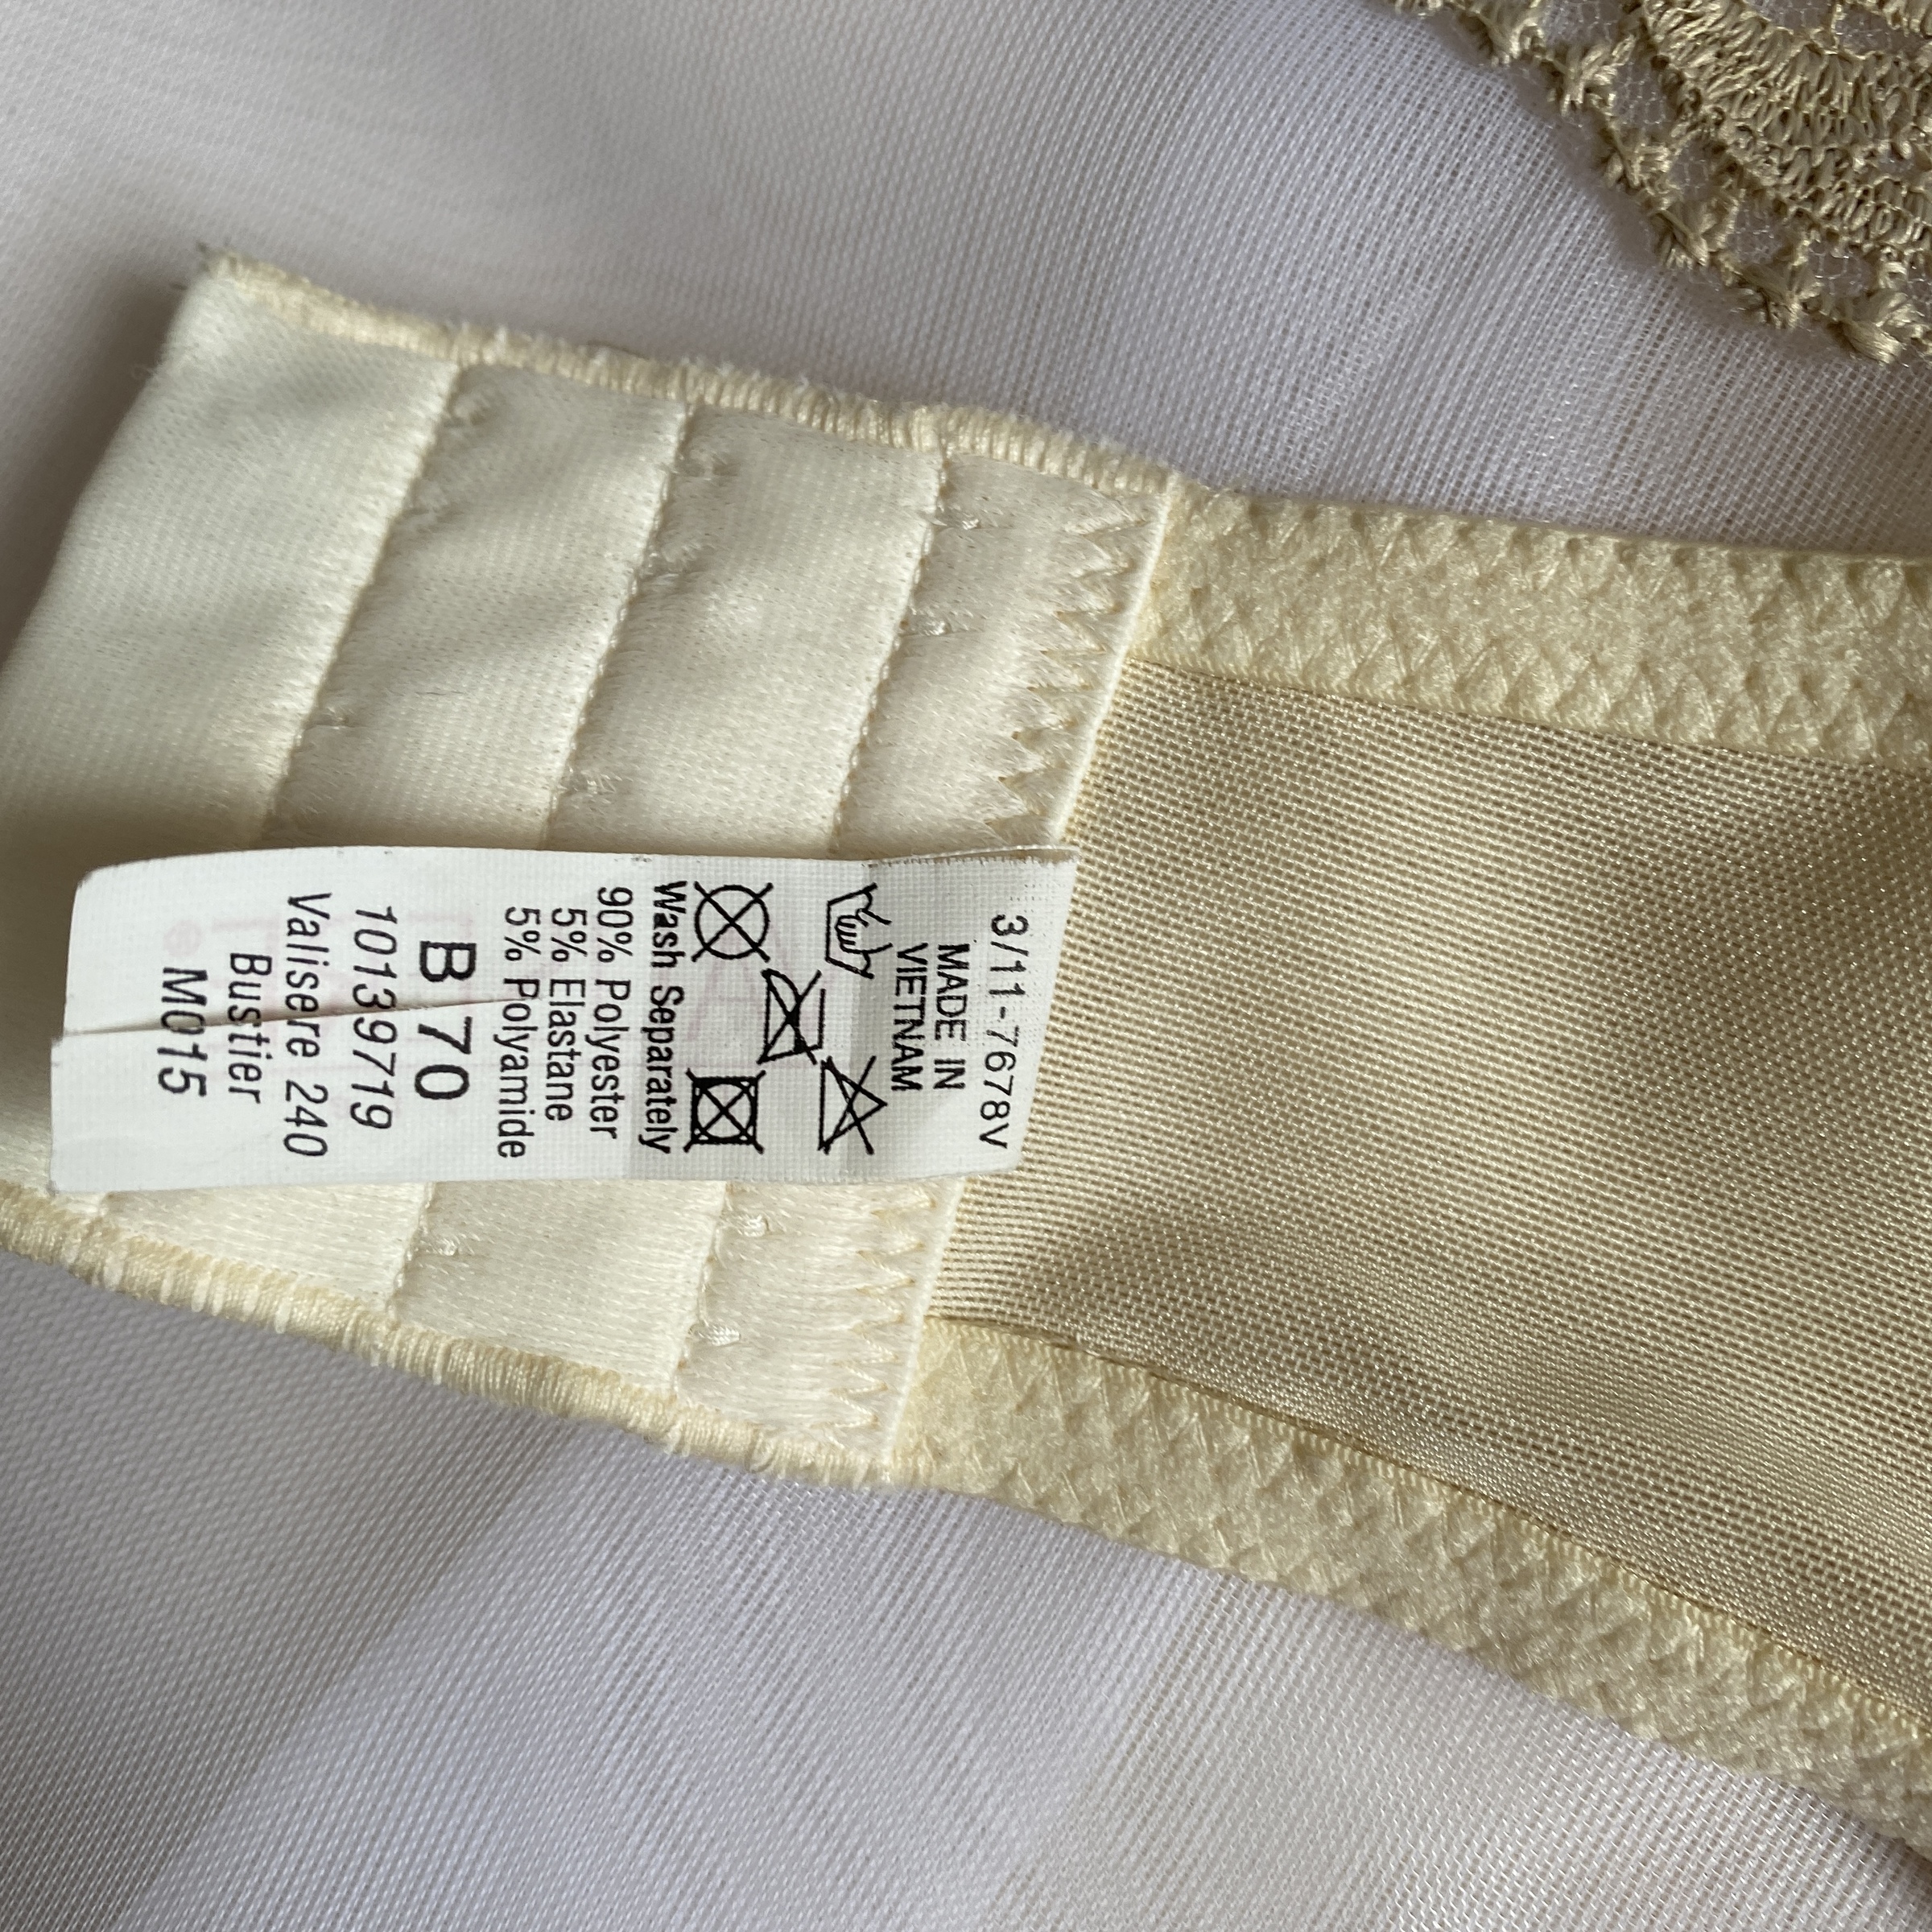 3/11-7678V
MADE IN
VIETNAM
Wash Separately
90% Polyester
5% Elastane
5% Polyamide
B 70
10139719
Valisere 240
Bustier
M015